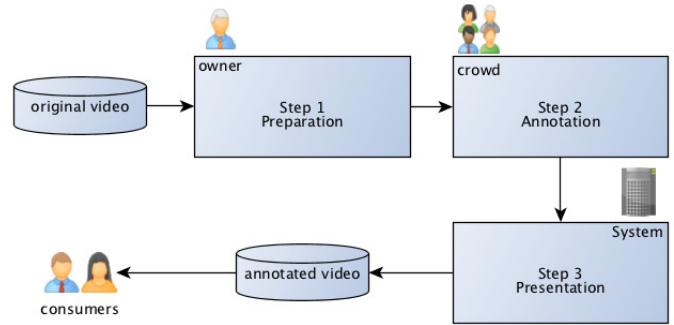 owner
original video
Step 1
Preparation
crowd
Step 2
Annotation
System
Step 3
Presentation
annotated video
consumers